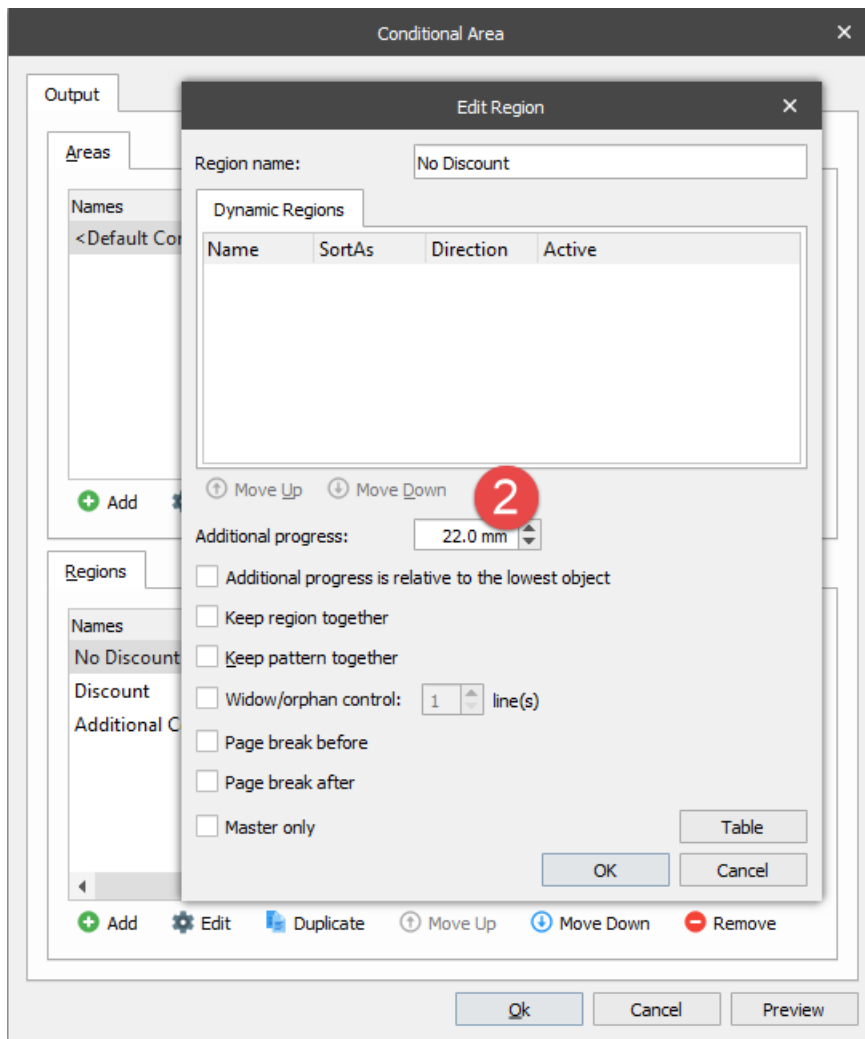 Conditional Area
Output
Edit Region
Areas
Region name: No Discount
Names
Dynamic Regions
<Default Cor
Name SortAs Direction Active
Move Up Move Down
2
Add
Additional progress: 22.0 mm
Regions
Additional progress is relative to the lowest object
Keep region together
Names
No Discount
Keep pattern together
Discount
Widow/orphan control: 1 line(s)
Additional C
Page break before
Page break after
Master only
Table
OK Cancel
Add Edit Duplicate Move Up Move Down Remove
Ok Cancel Preview